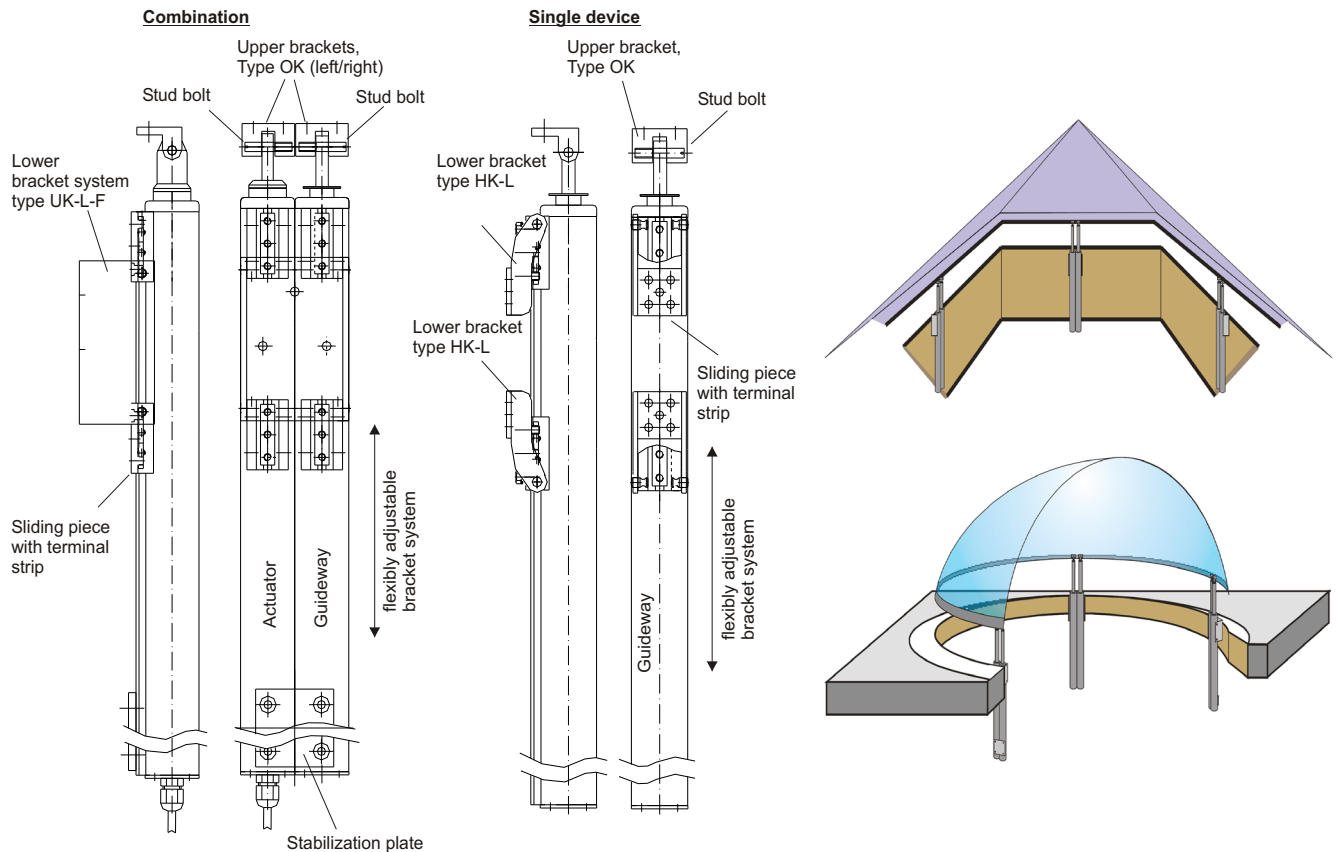 Combination
Upper brackets,
Type OK (left/right)
Stud bolt
Stud bolt
Lower
bracket system
type UK-L-F
Sliding piece
with terminal
strip
Actuator
Guideway
flexibly adjustable
bracket system
Stabilization plate
Single device
Upper bracket,
Type OK
Stud bolt
Lower bracket
type HK-L
Lower bracket
type HK-L
Sliding piece
with terminal
strip
Guideway
flexibly adjustable
bracket system